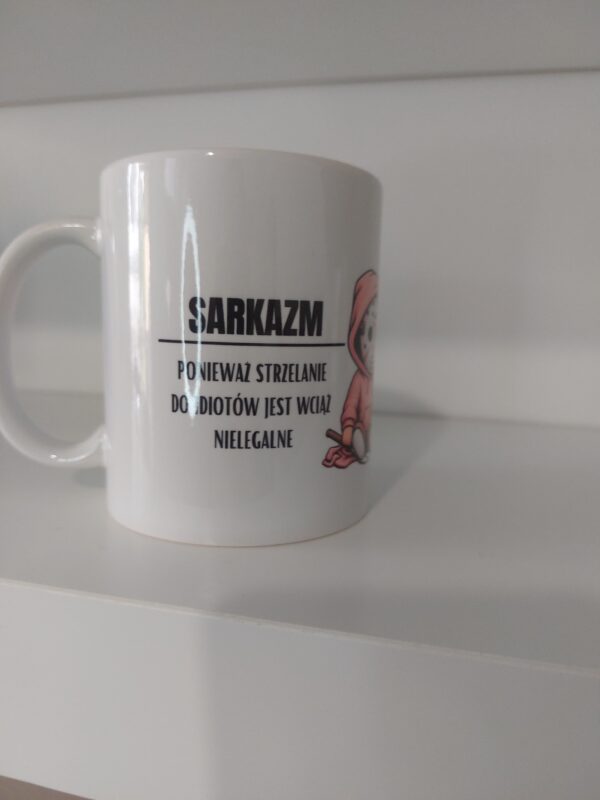 SARKAZM
PONIEWAŻ STRZELANIE
DO IDIOTÓW JEST WCIĄŻ
NIELEGALNE